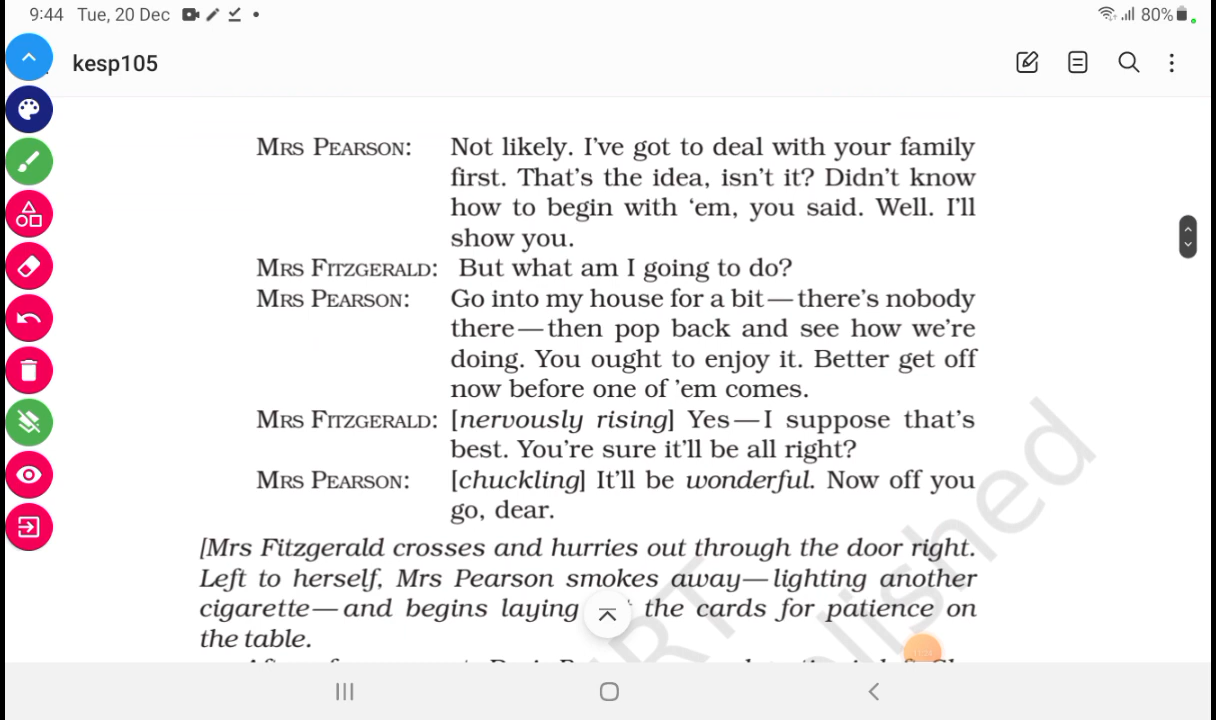 9:44 Tue, 20 Dec 80%
kesp105
MRS PEARSON: Not likely. I've got to deal with your family
first. That's the idea, isn't it? Didn't know
how to begin with 'em, you said. Well. I'll
show you.
MRS FITZGERALD: But what am I going to do?
MRS PEARSON: Go into my house for a bit—there's nobody
there—then pop back and see how we're
doing. You ought to enjoy it. Better get off
now before one of 'em comes.
MRS FITZGERALD: [nervously rising] Yes—I suppose that's
best. You're sure it'll be all right?
MRS PEARSON: [chuckling] It'll be wonderful. Now off you
go, dear.
[Mrs Fitzgerald crosses and hurries out through the door right.
Left to herself, Mrs Pearson smokes away—lighting another
cigarette—and begins laying the cards for patience on
the table.